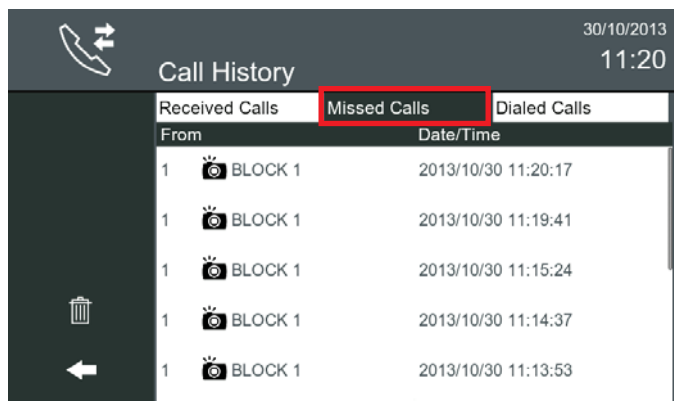 30/10/2013
11:20
Call History
Received Calls Missed Calls Dialed Calls
From Date/Time
1 BLOCK 1 2013/10/30 11:20:17
1 BLOCK 1 2013/10/30 11:19:41
1 BLOCK 1 2013/10/30 11:15:24
1 BLOCK 1 2013/10/30 11:14:37
1 BLOCK 1 2013/10/30 11:13:53